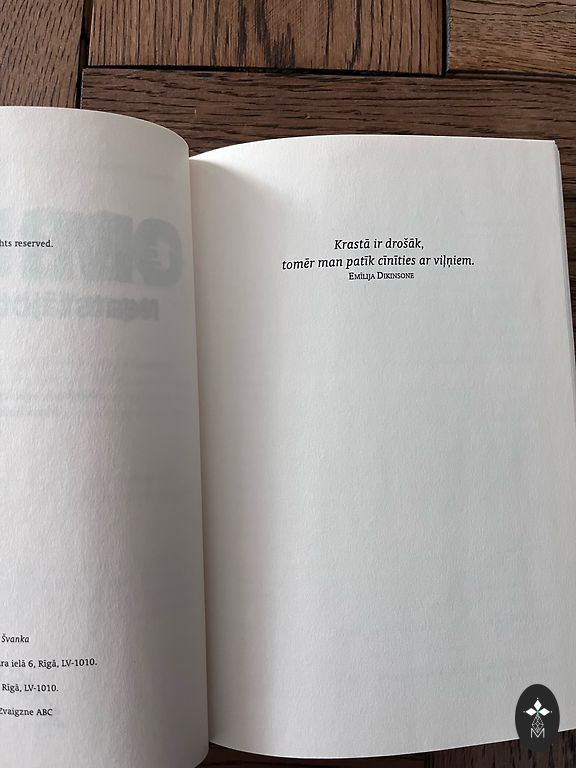 hts reserved.
Švanka
ra ielā 6, Rīgā, LV-1010.
Rīgā, LV-1010.
Zvaigzne ABC
Krastā ir drošāk,
tomēr man patīk cīnīties ar viļņiem.
Emīlija Dikinsone
M